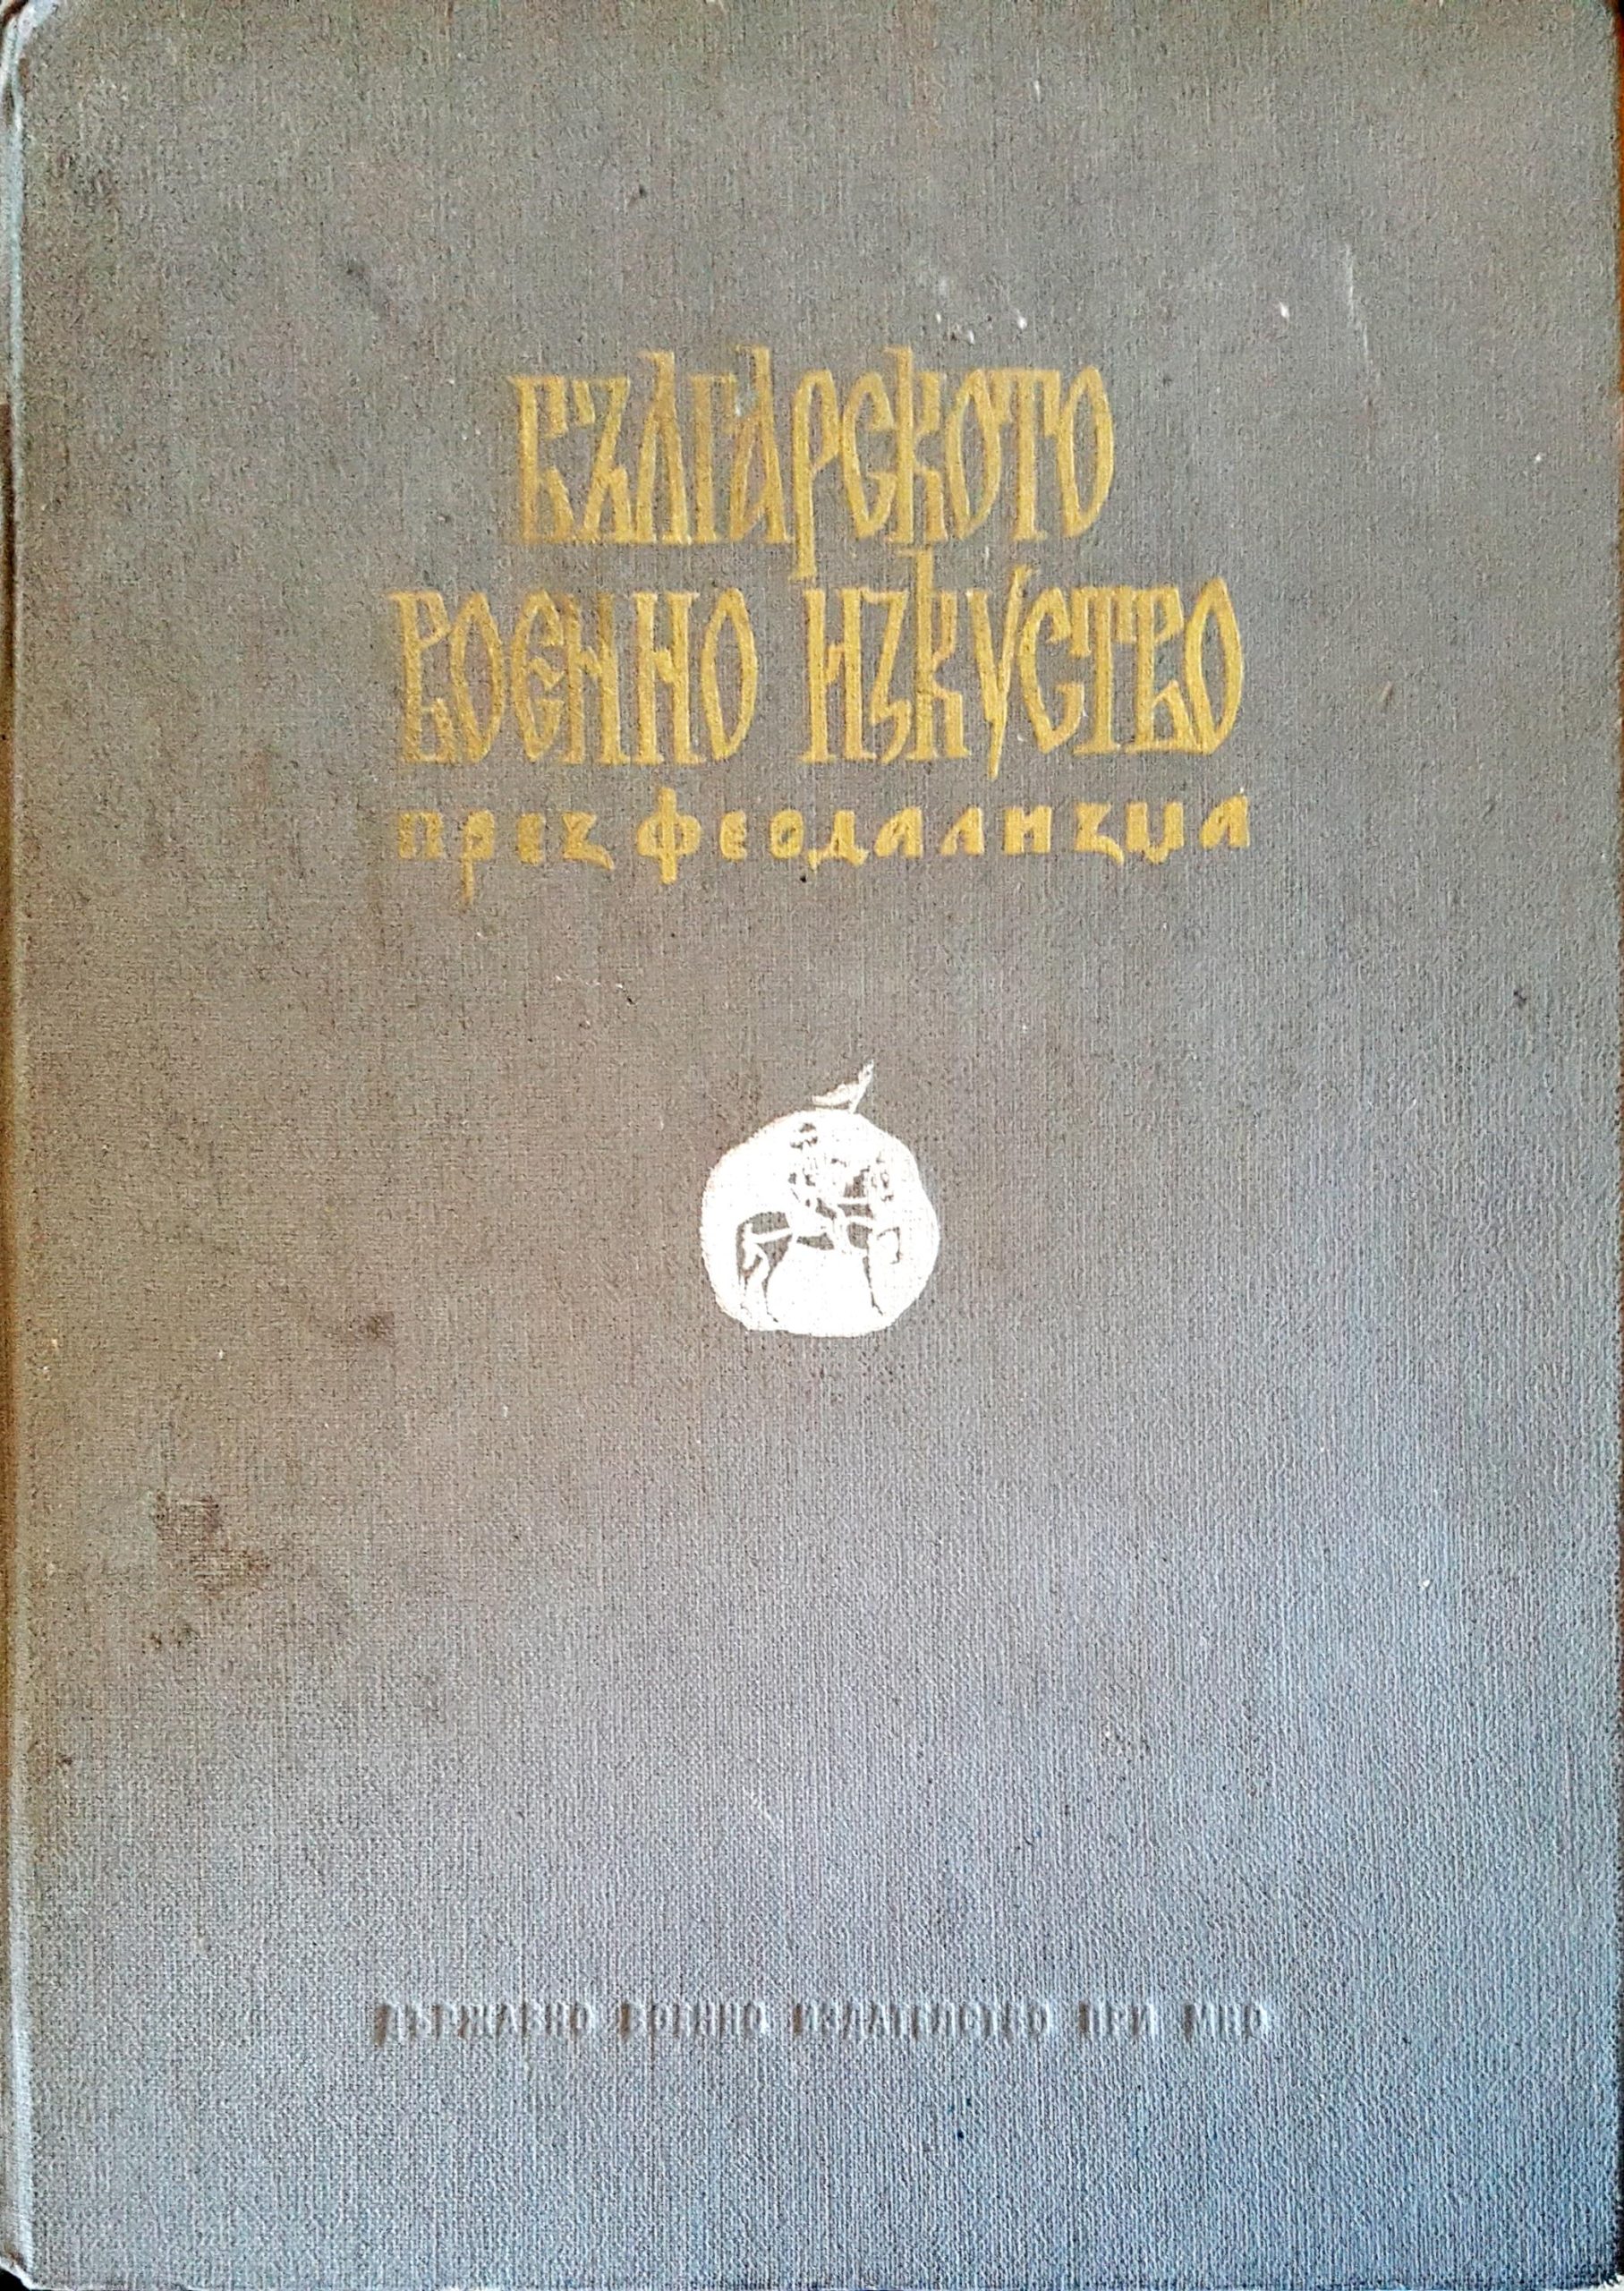 БЪЛГАРСКОТО
ВОЕННО ИЗКУСТВО
през феодализма
ДЪРЖАВНО ВОЕННО ИЗДАТЕЛСТВО ПРИ МНО